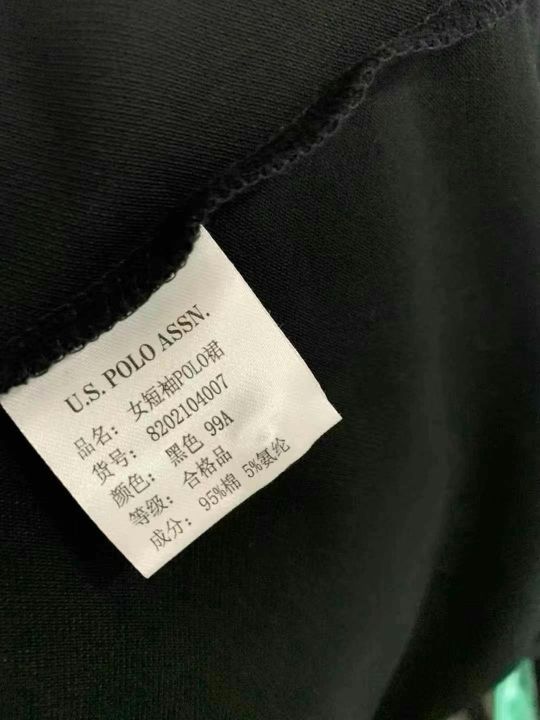 U.S. POLO ASSN.
品名: 女短袖POLO裙
货号: 8202104007
颜色: 黑色 99A
等级: 合格品
成分: 95%棉 5%氨纶